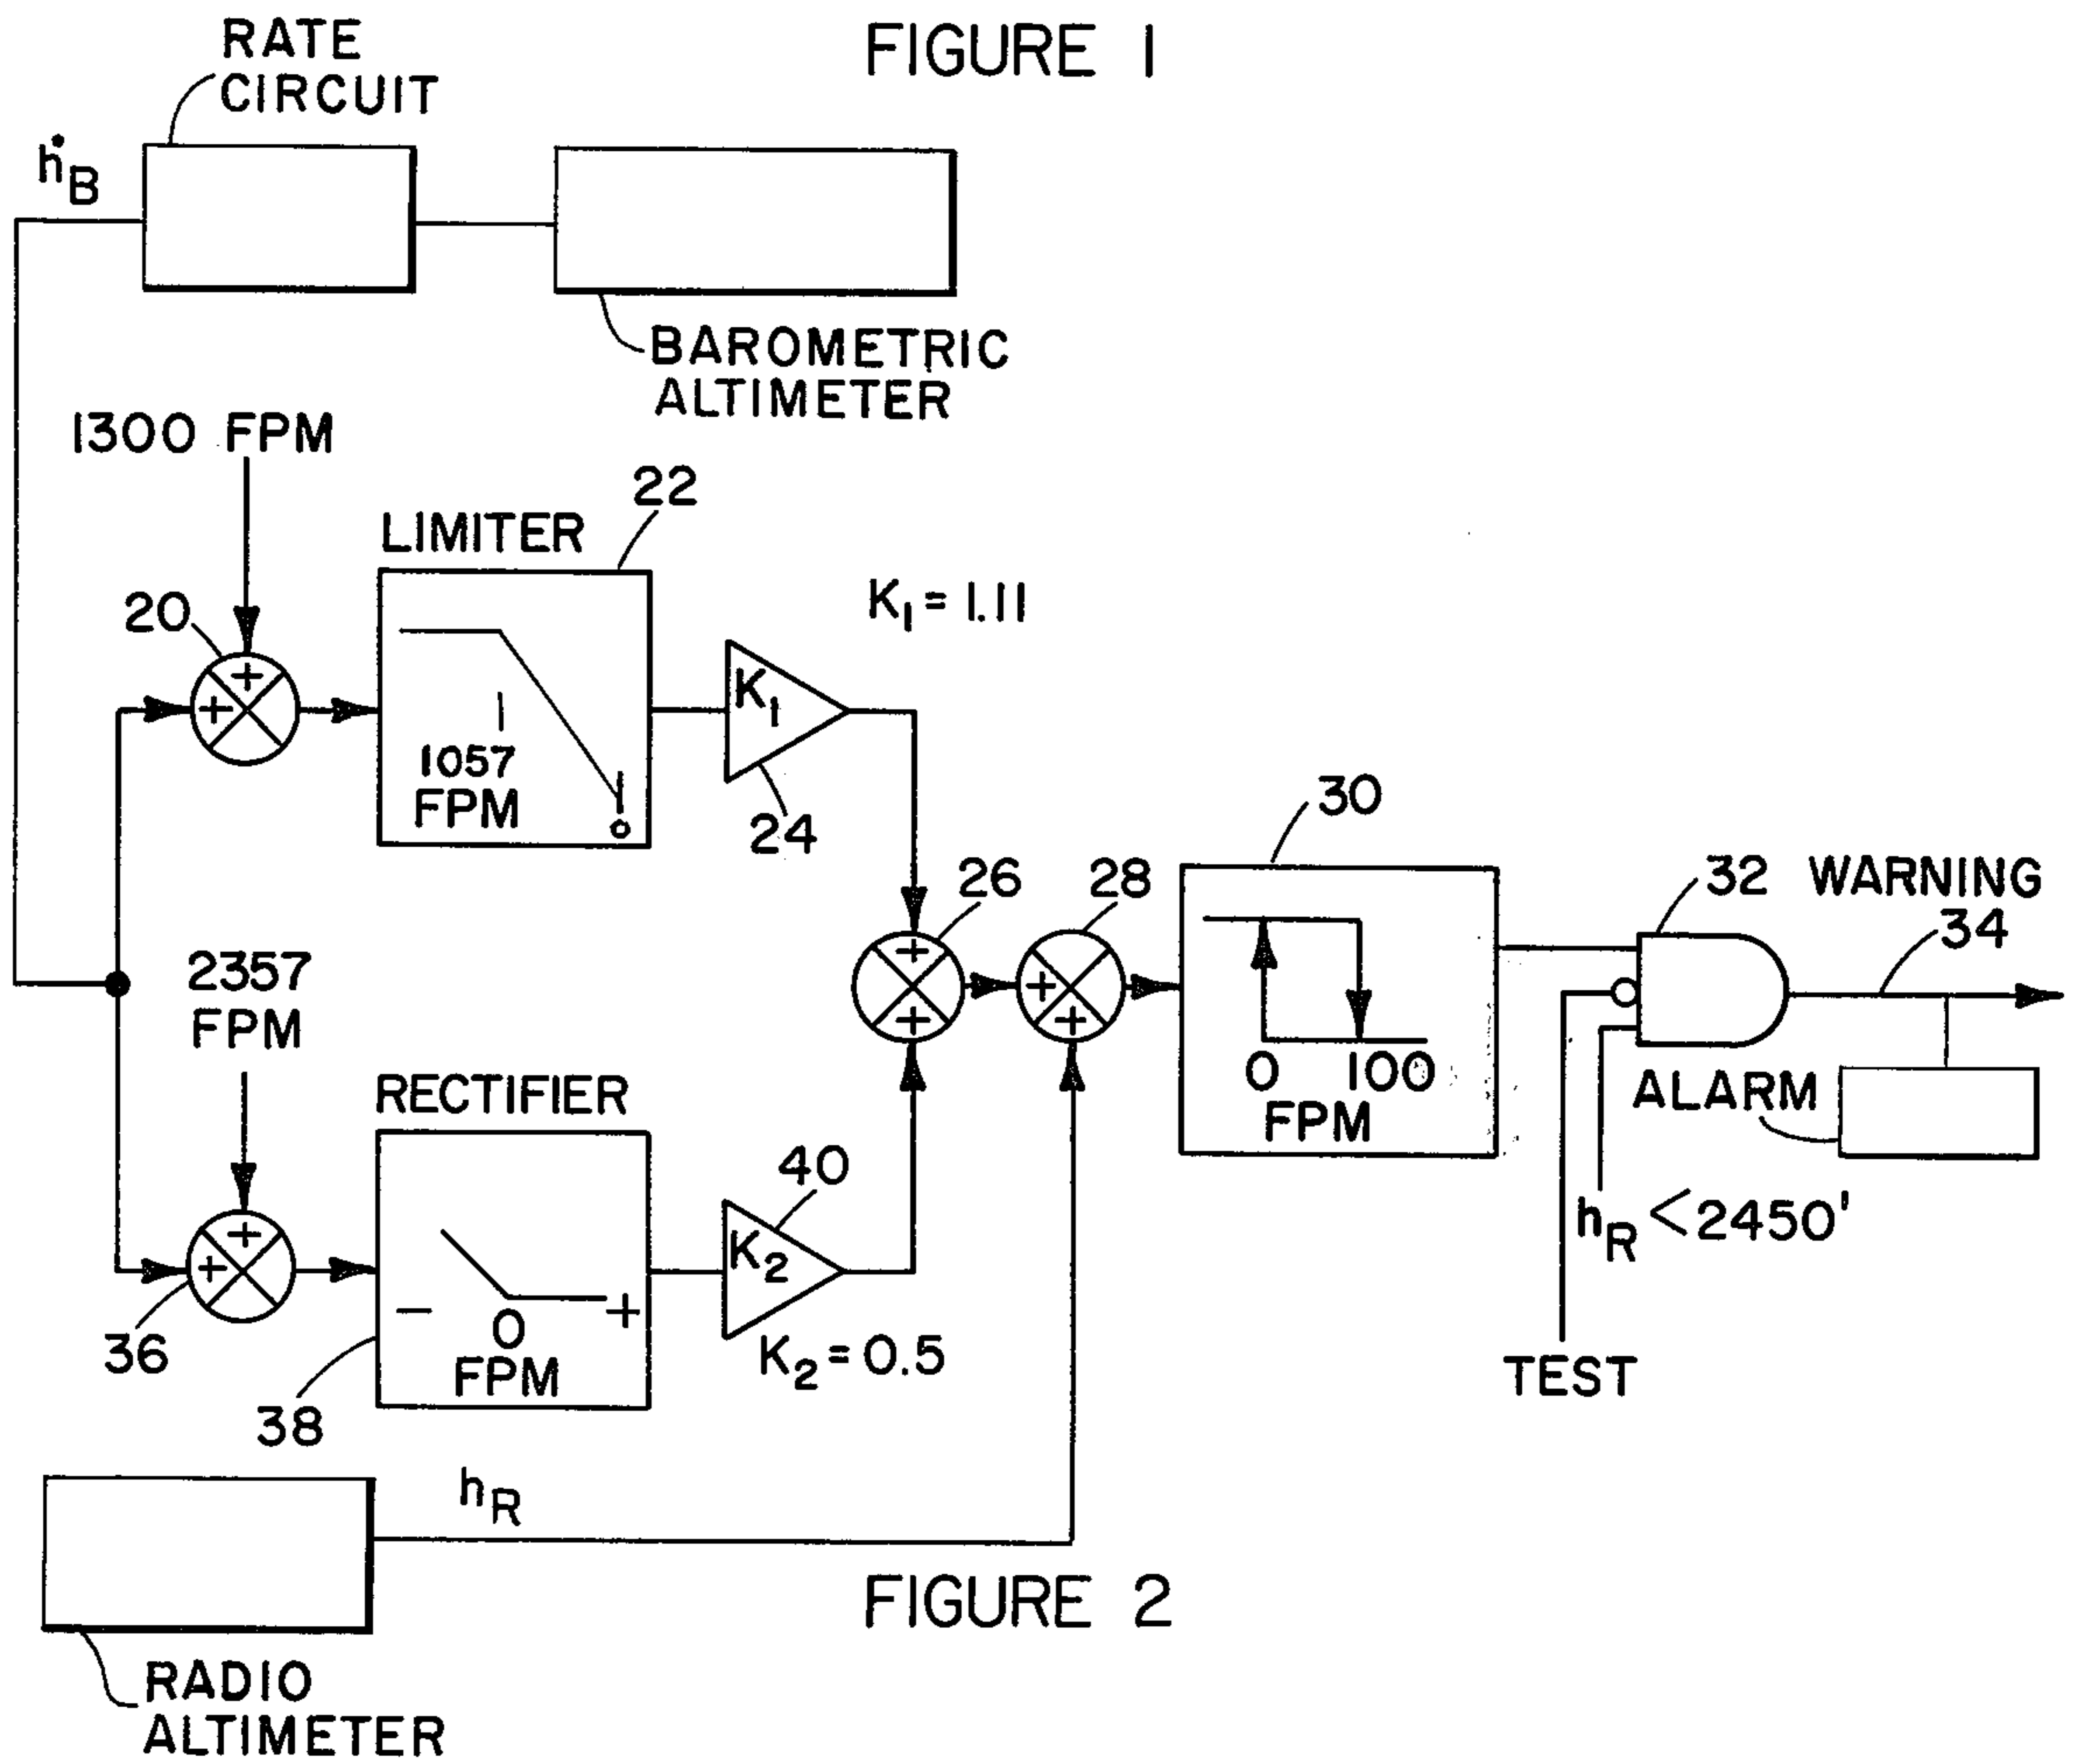 FIGURE 1
RATE
CIRCUIT
ḣB
BAROMETRIC
ALTIMETER
1300 FPM
22
LIMITER
20
K1 = 1.11
+
+
K1
1057
FPM
0
24
30
26
28
32 WARNING
34
2357
FPM
+
+
+
+
0 100
FPM
RECTIFIER
ALARM
40
hR < 2450'
+
+
K2
− 0 +
FPM
36
K2 = 0.5
TEST
38
hR
FIGURE 2
RADIO
ALTIMETER